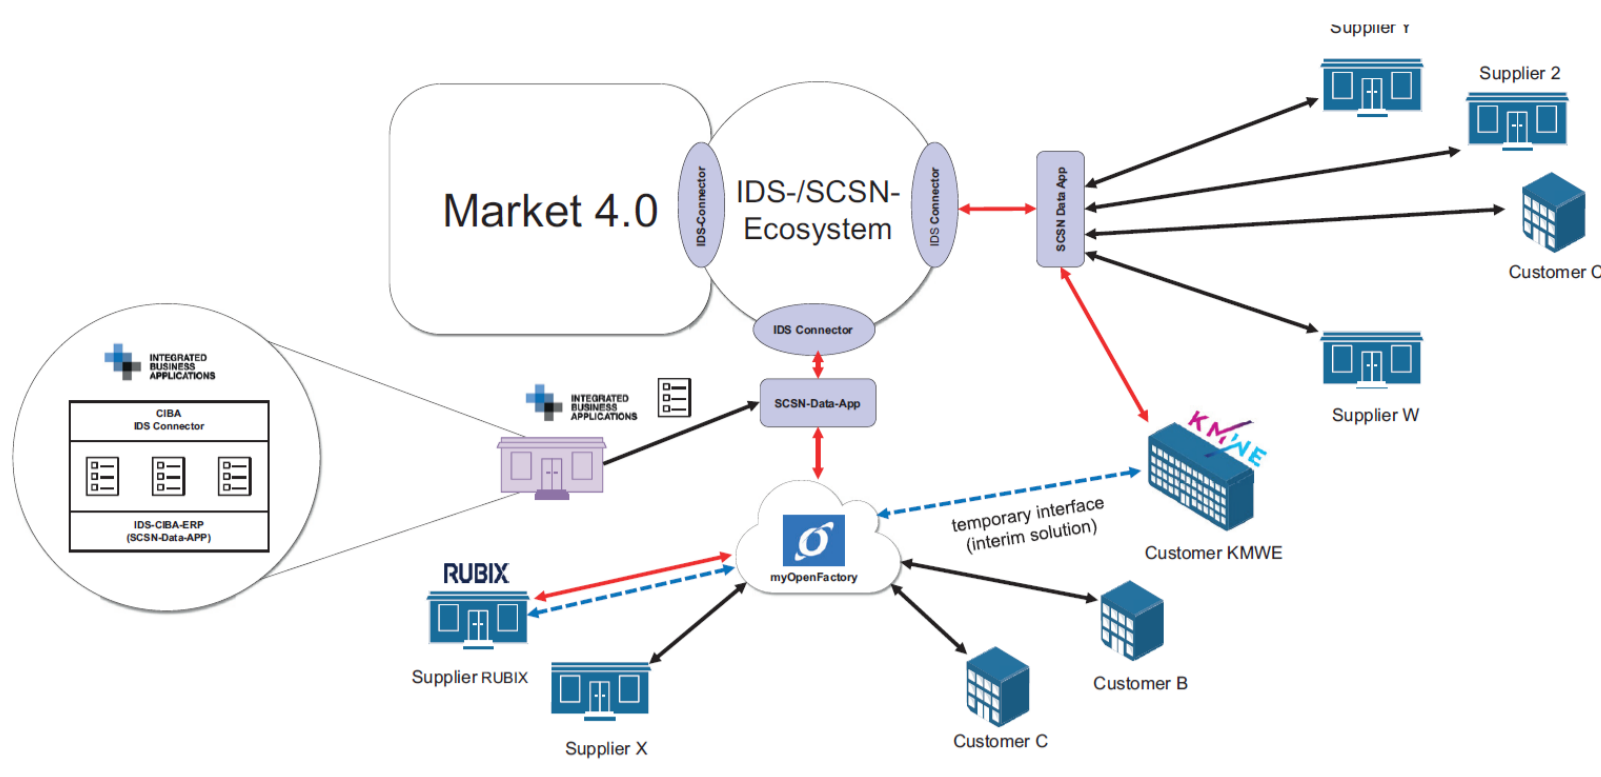 Supplier Y
Supplier 2
Market 4.0
IDS-Connector
IDS-/SCSN-
Ecosystem
IDS Connector
SCSN Data App
Customer C
IDS Connector
INTEGRATED
BUSINESS
APPLICATIONS
CIBA
IDS Connector
IDS-CIBA-ERP
(SCSN-Data-APP)
INTEGRATED
BUSINESS
APPLICATIONS
SCSN-Data-App
Supplier W
KMWE
temporary interface
(interim solution)
Customer KMWE
myOpenFactory
RUBIX
Supplier RUBIX
Supplier X
Customer B
Customer C